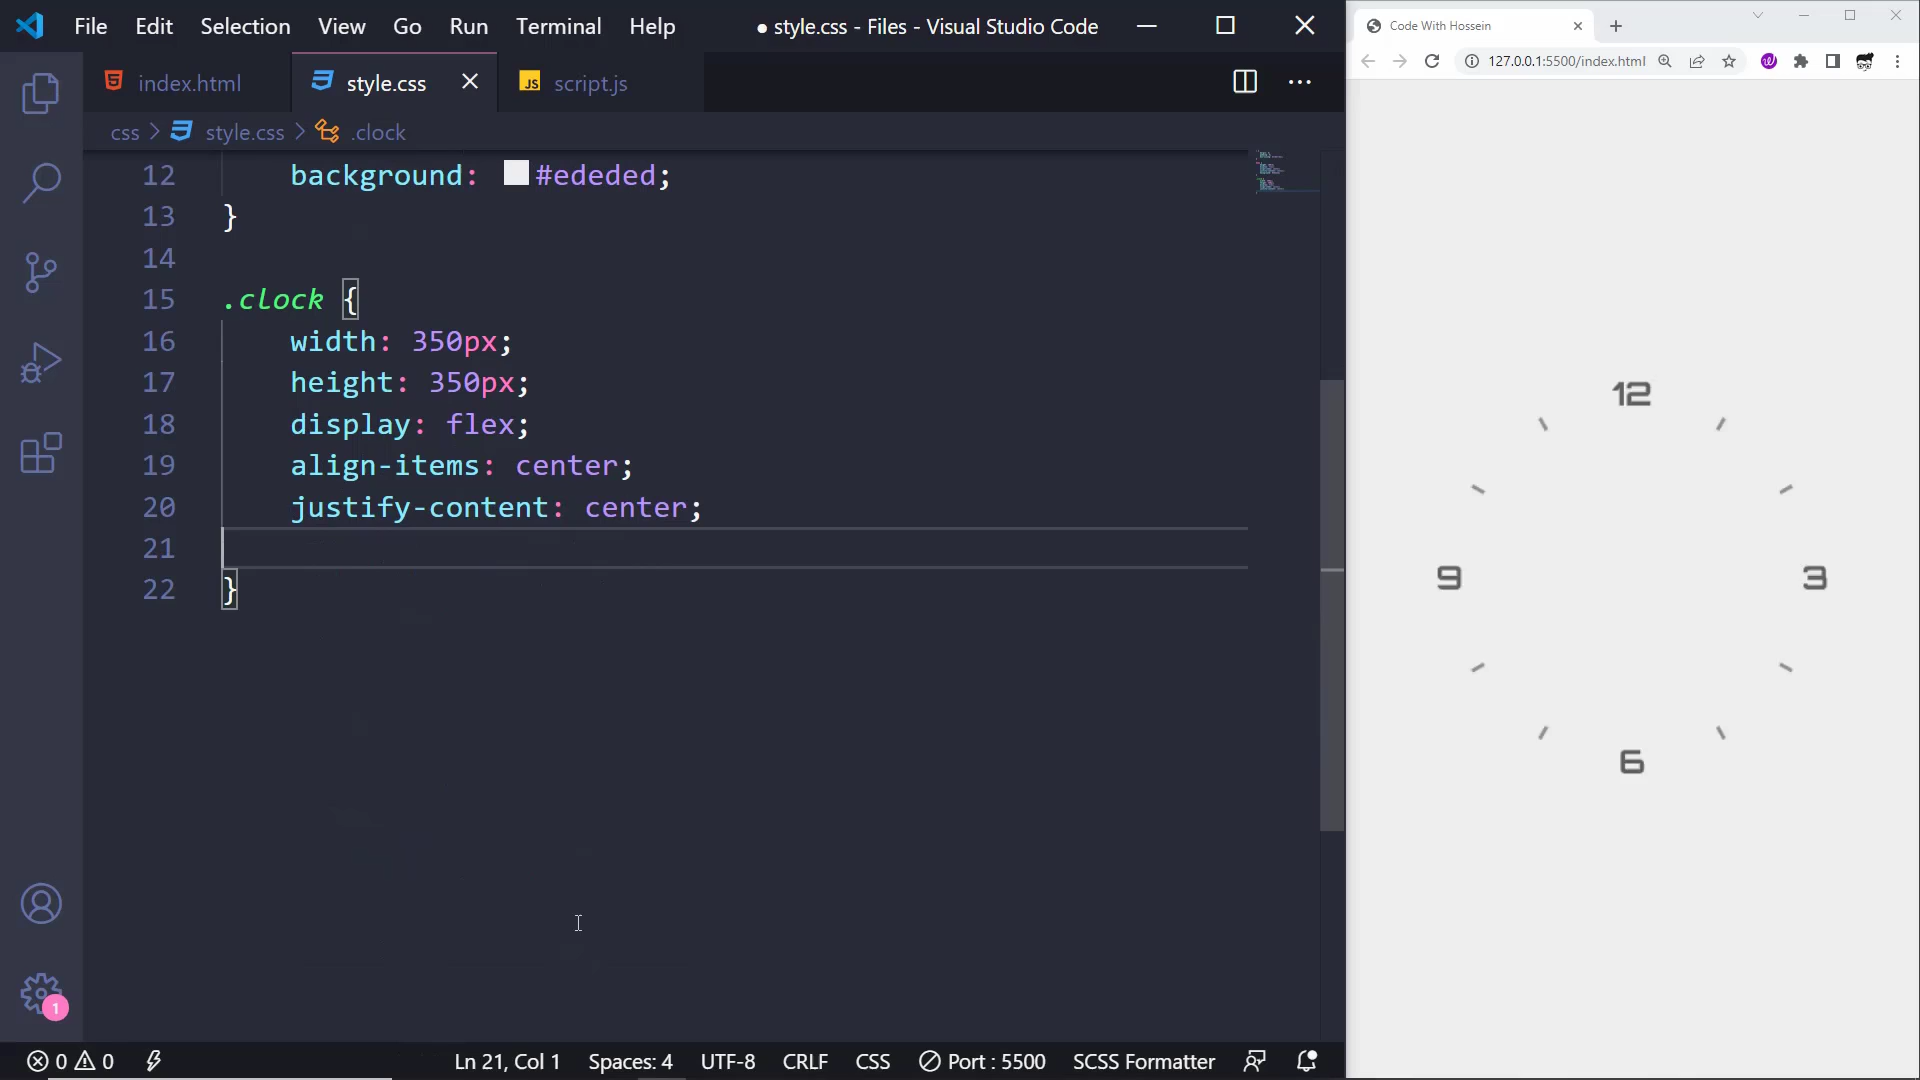 File Edit Selection View Go Run Terminal Help ● style.css - Files - Visual Studio Code
index.html style.css JS script.js
css > style.css > .clock
12 background: #ededed;
13 }
14
15 .clock {
16 width: 350px;
17 height: 350px;
18 display: flex;
19 align-items: center;
20 justify-content: center;
21
22 }
1
0 0 Ln 21, Col 1 Spaces: 4 UTF-8 CRLF CSS Port : 5500 SCSS Formatter
Code With Hossein
127.0.0.1:5500/index.html
12
9 3
6